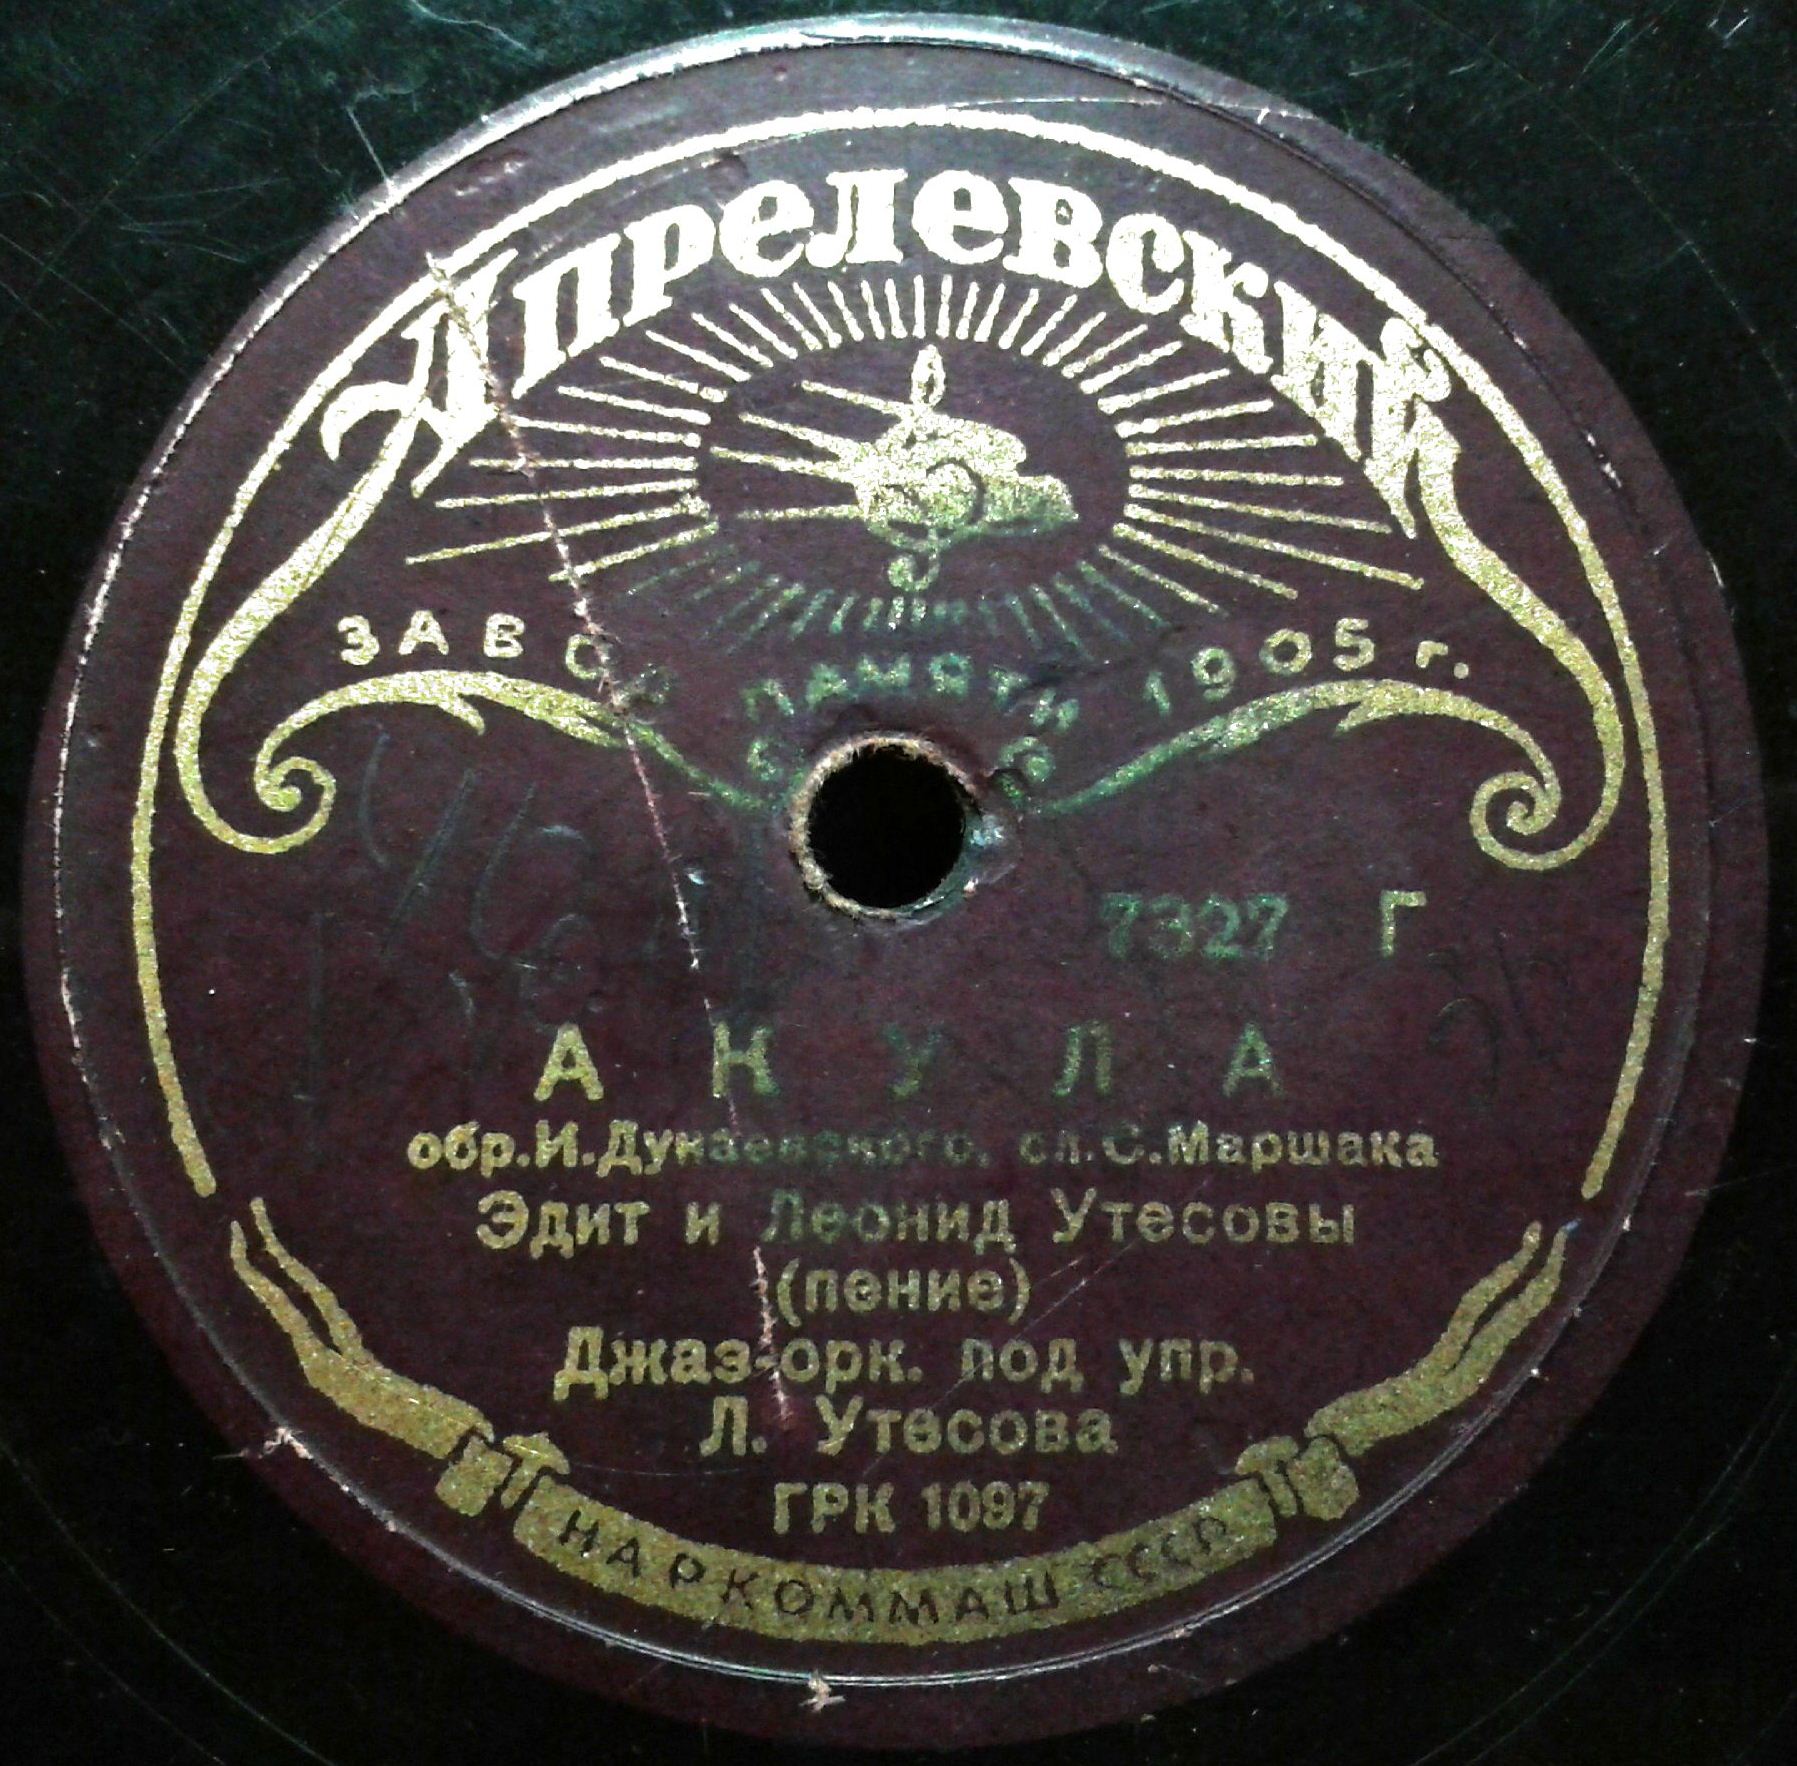 Апрелевский
ЗАВОД ПАМЯТИ 1905 г.
7327 Г
АКУЛА
обр.И.Дунаевского, сл.С.Маршака
Эдит и Леонид Утесовы
(пение)
Джаз-орк. под упр.
Л. Утесова
ГРК 1097
НАРКОММАШ СССР